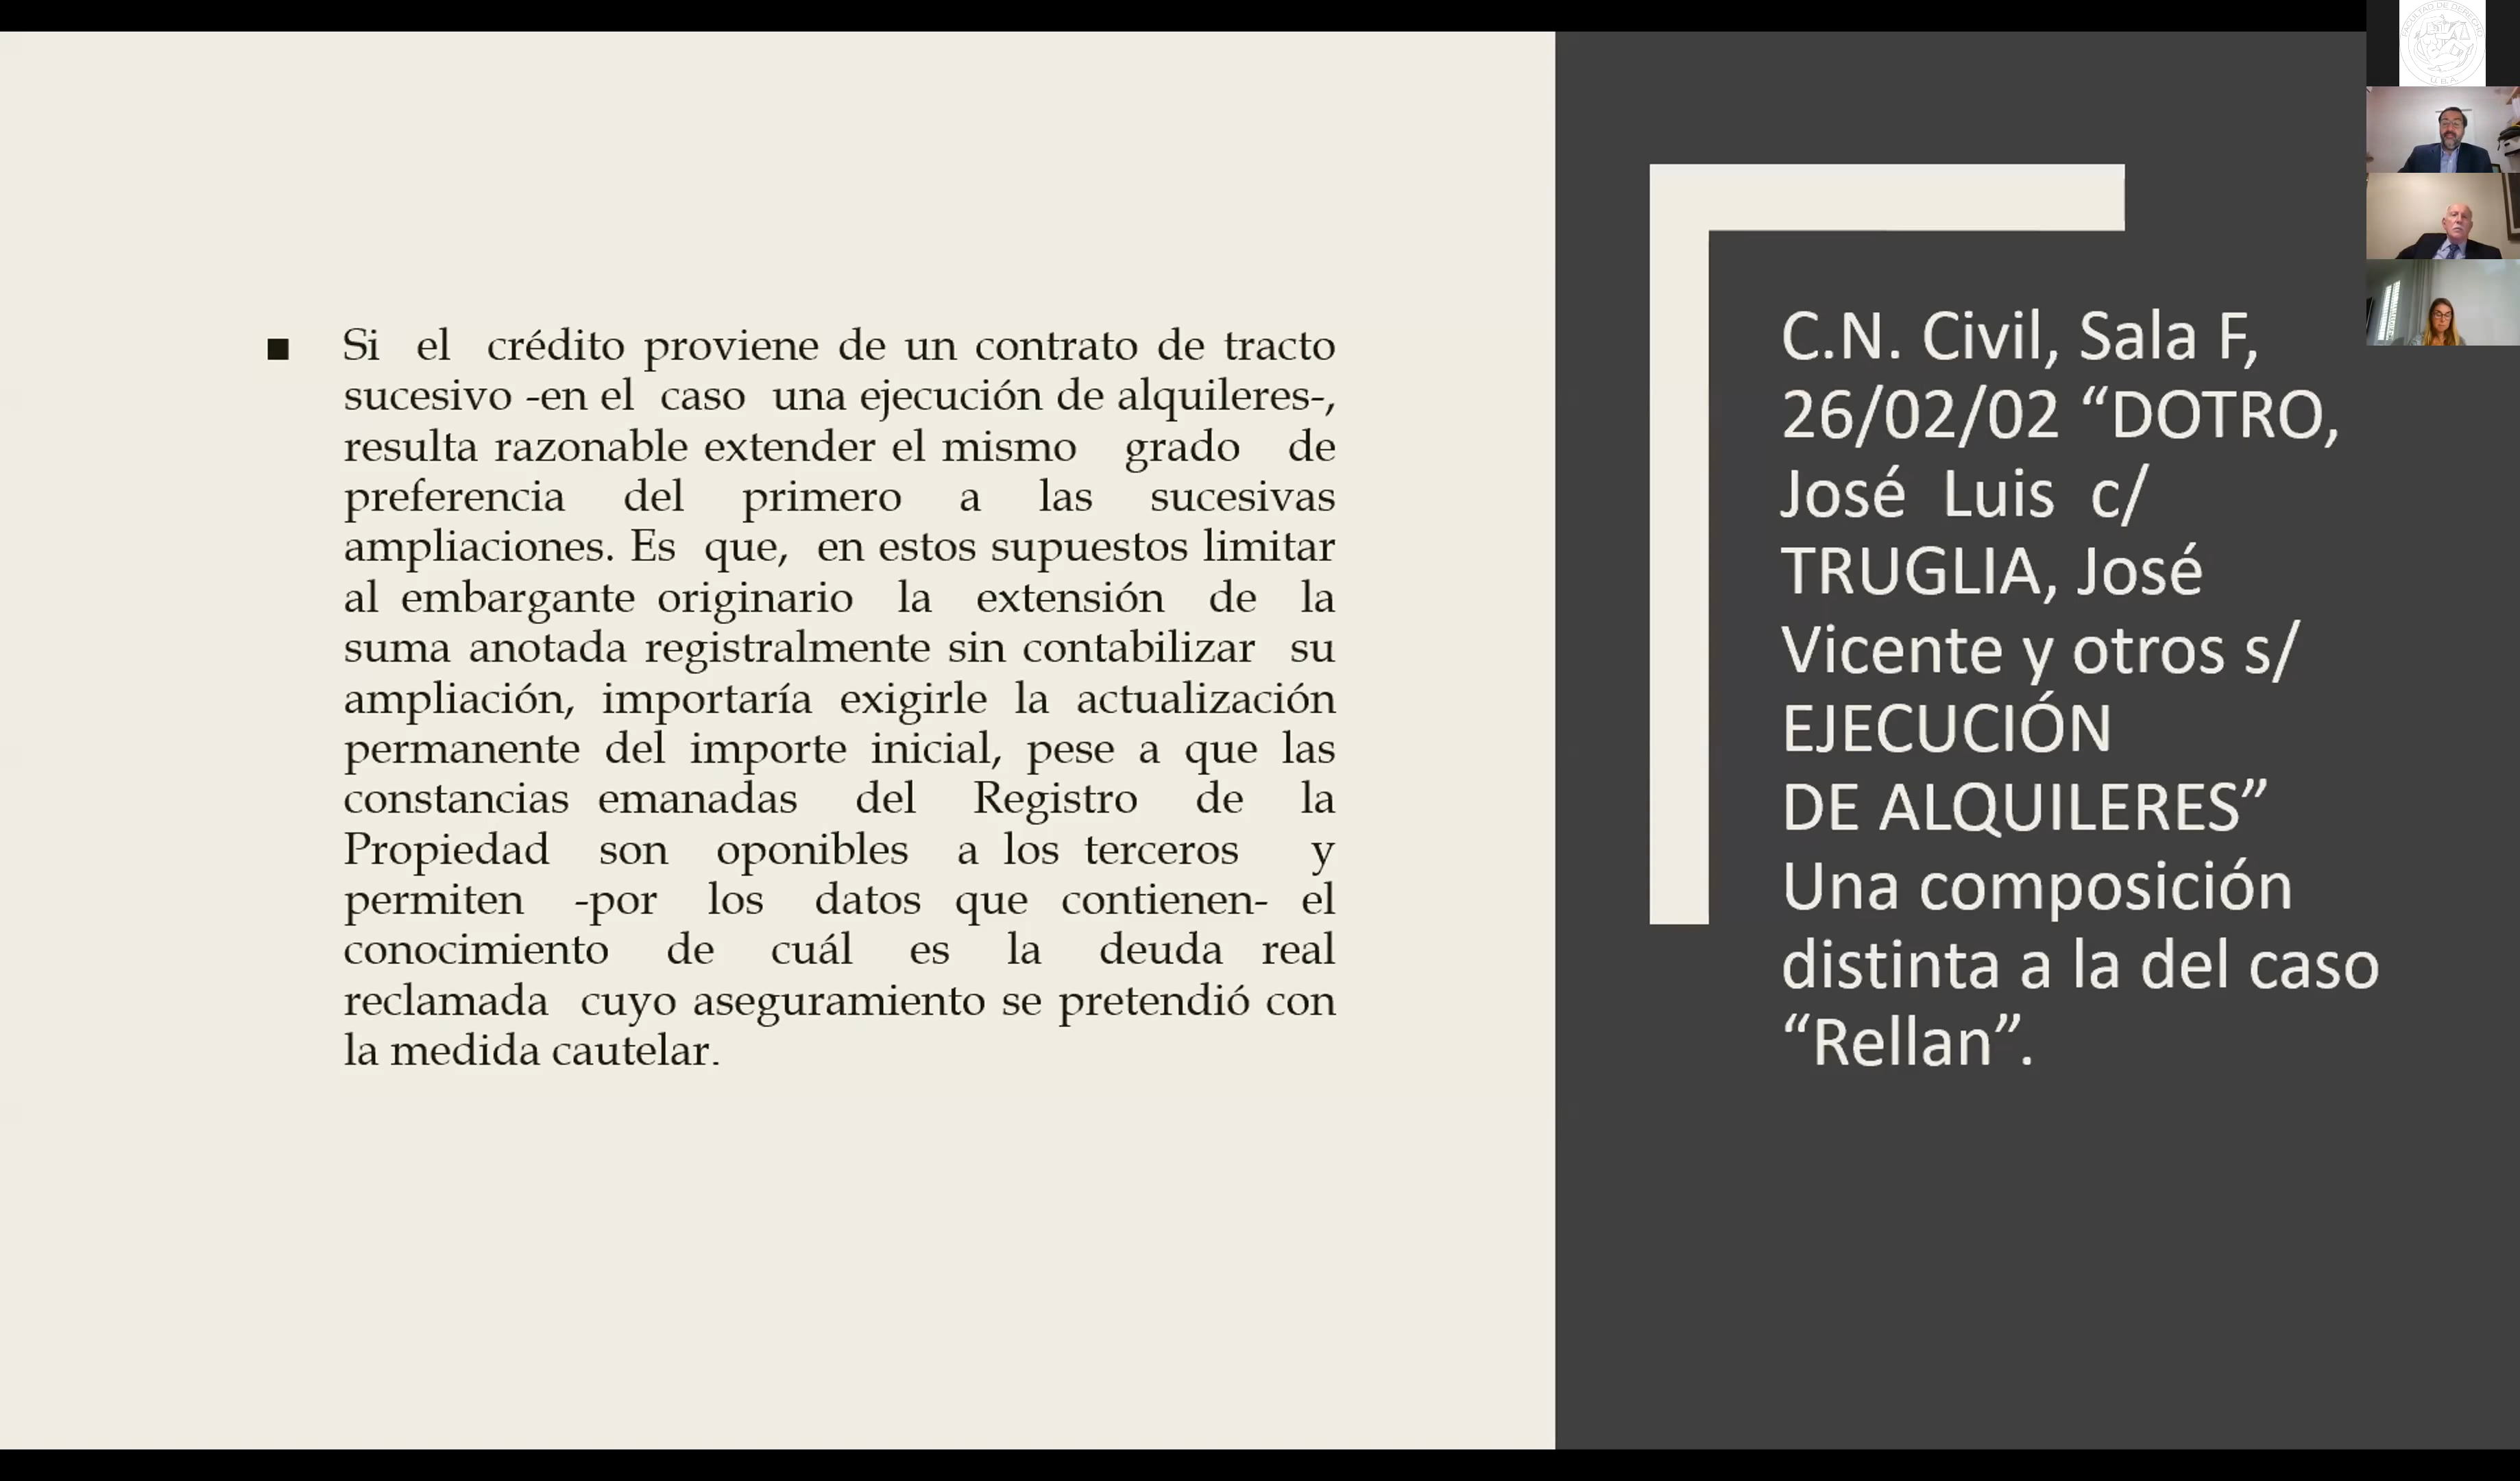 Si el crédito proviene de un contrato de tracto
sucesivo -en el caso una ejecución de alquileres-,
resulta razonable extender el mismo grado de
preferencia del primero a las sucesivas
ampliaciones. Es que, en estos supuestos limitar
al embargante originario la extensión de la
suma anotada registralmente sin contabilizar su
ampliación, importaría exigirle la actualización
permanente del importe inicial, pese a que las
constancias emanadas del Registro de la
Propiedad son oponibles a los terceros y
permiten -por los datos que contienen- el
conocimiento de cuál es la deuda real
reclamada cuyo aseguramiento se pretendió con
la medida cautelar.
C.N. Civil, Sala F,
26/02/02 “DOTRO,
José Luis c/
TRUGLIA, José
Vicente y otros s/
EJECUCIÓN
DE ALQUILERES”
Una composición
distinta a la del caso
“Rellan”.
FACULTAD DE DERECHO